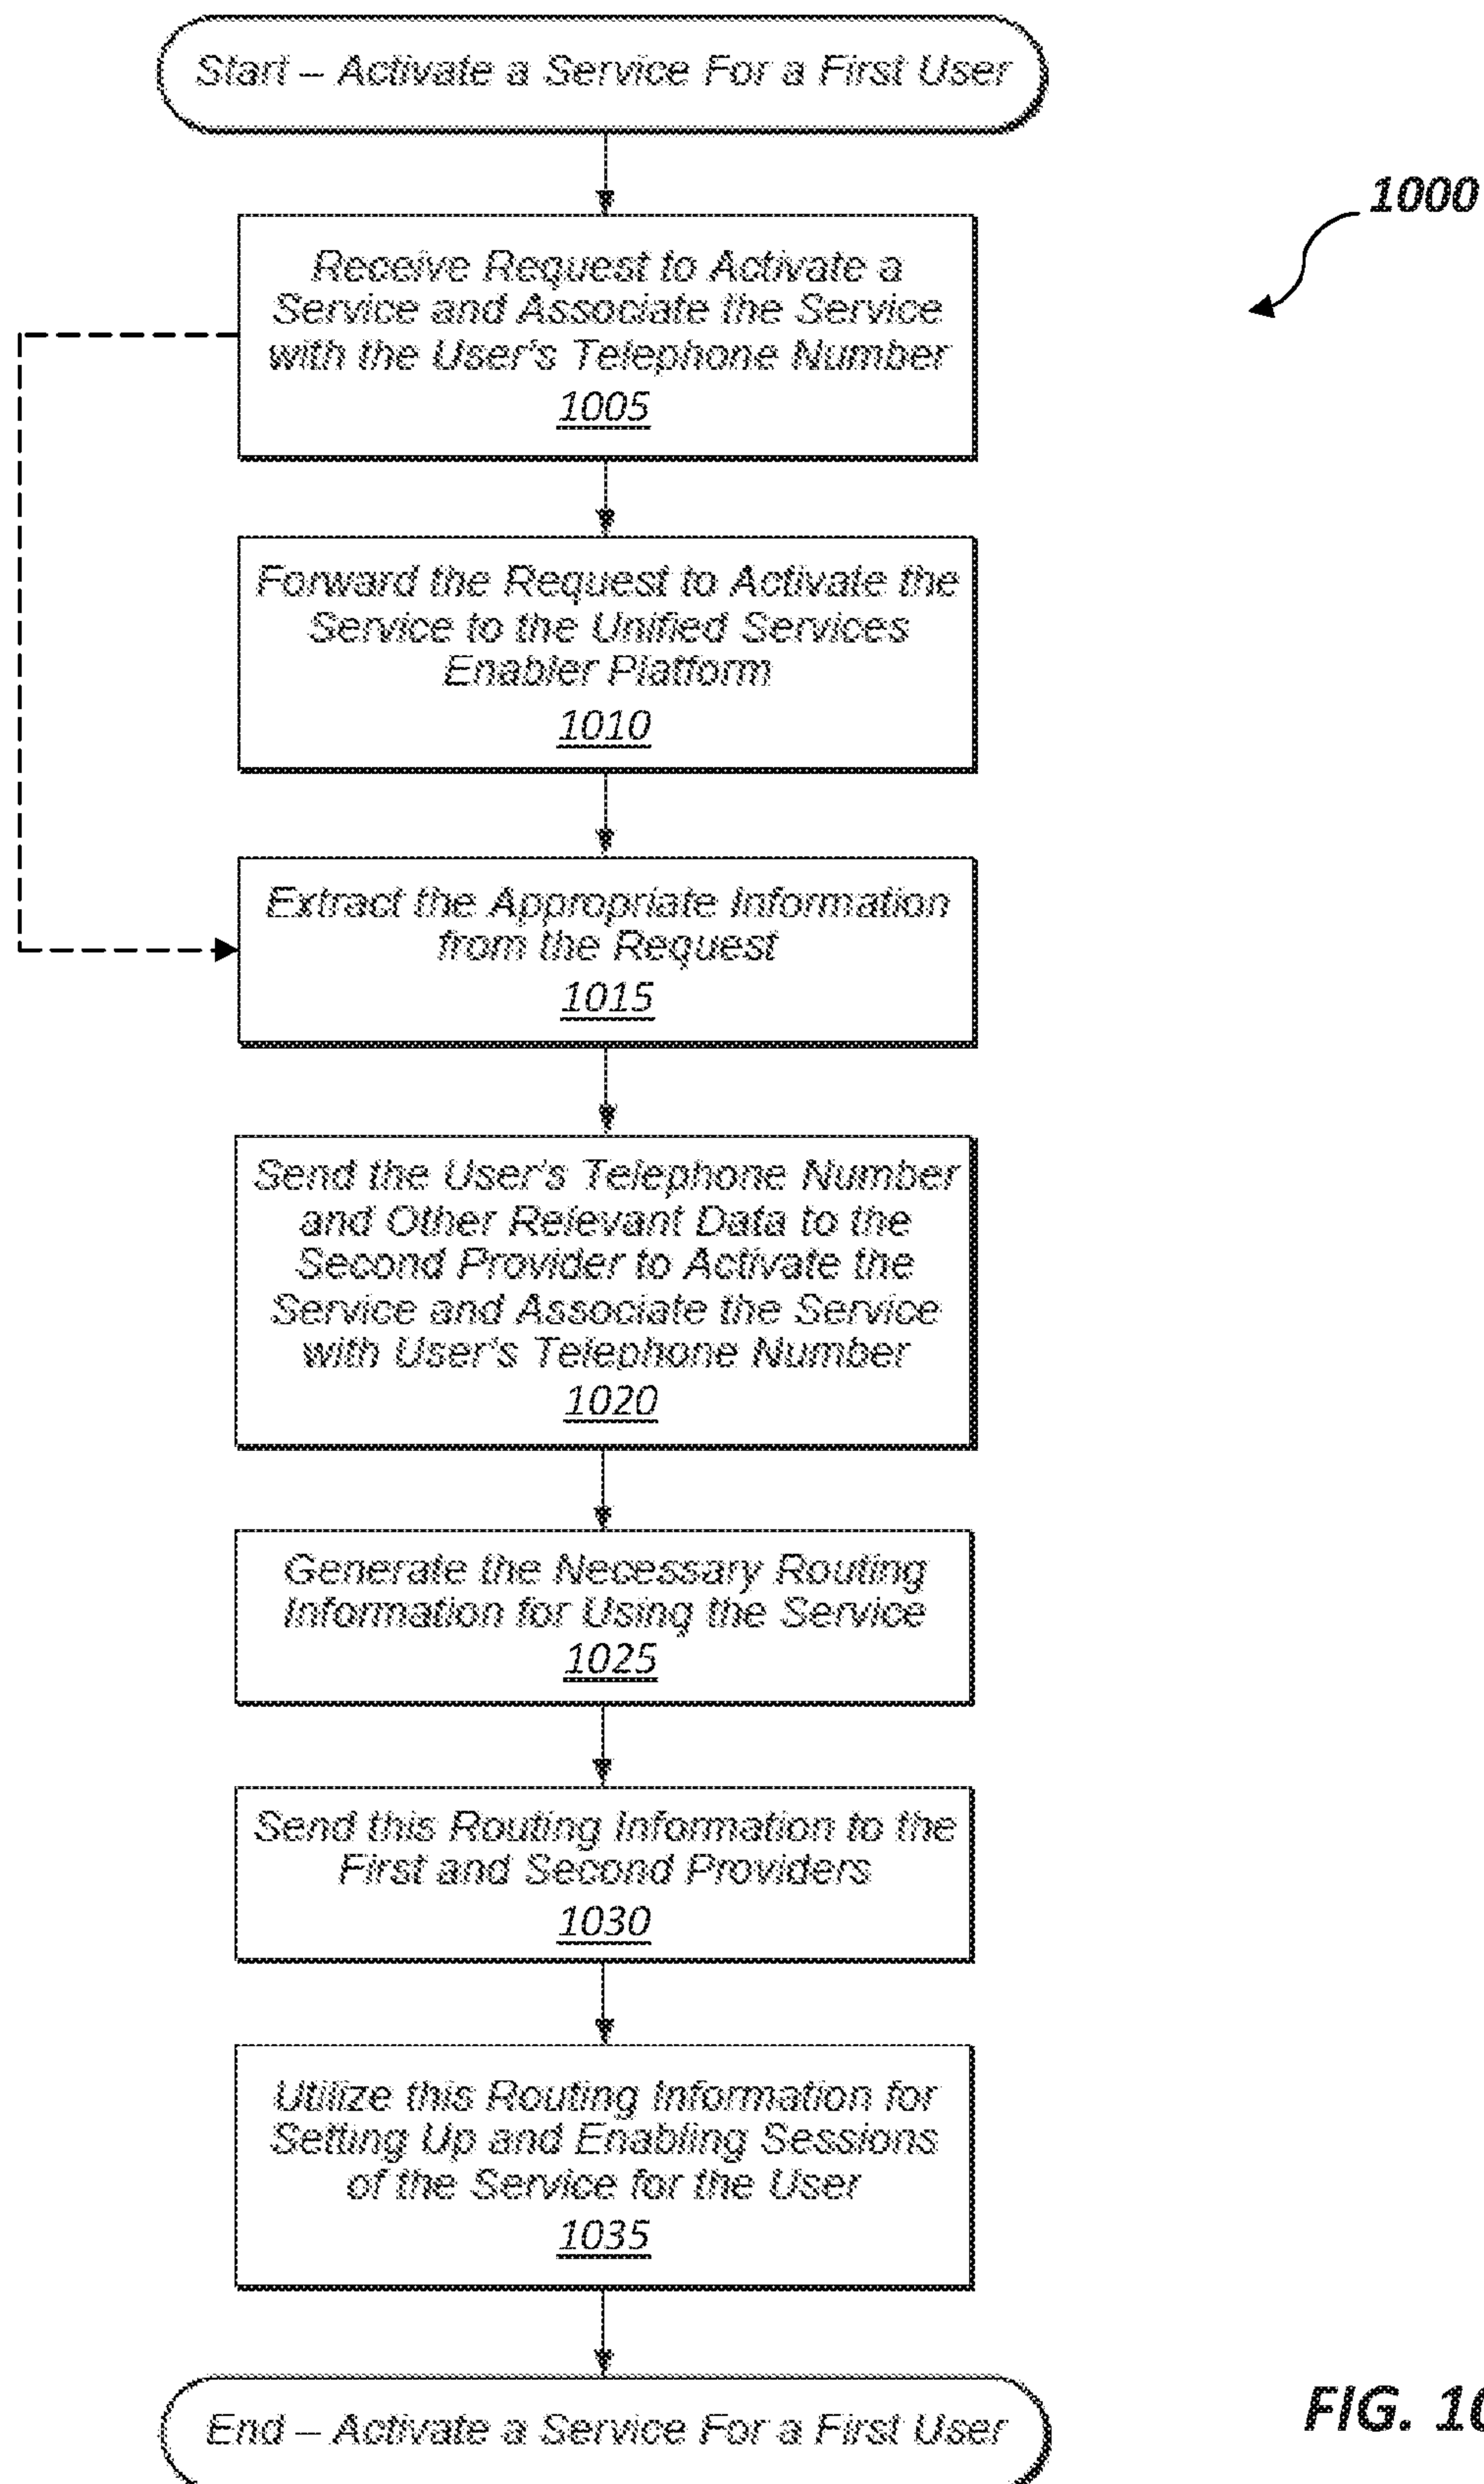 Start – Activate a Service For a First User
1000
Receive Request to Activate a
Service and Associate the Service
with the User's Telephone Number
1005
Forward the Request to Activate the
Service to the Unified Services
Enabler Platform
1010
Extract the Appropriate Information
from the Request
1015
Send the User's Telephone Number
and Other Relevant Data to the
Second Provider to Activate the
Service and Associate the Service
with User's Telephone Number
1020
Generate the Necessary Routing
Information for Using the Service
1025
Send this Routing Information to the
First and Second Providers
1030
Utilize this Routing Information for
Setting Up and Enabling Sessions
of the Service for the User
1035
End – Activate a Service For a First User
FIG. 10